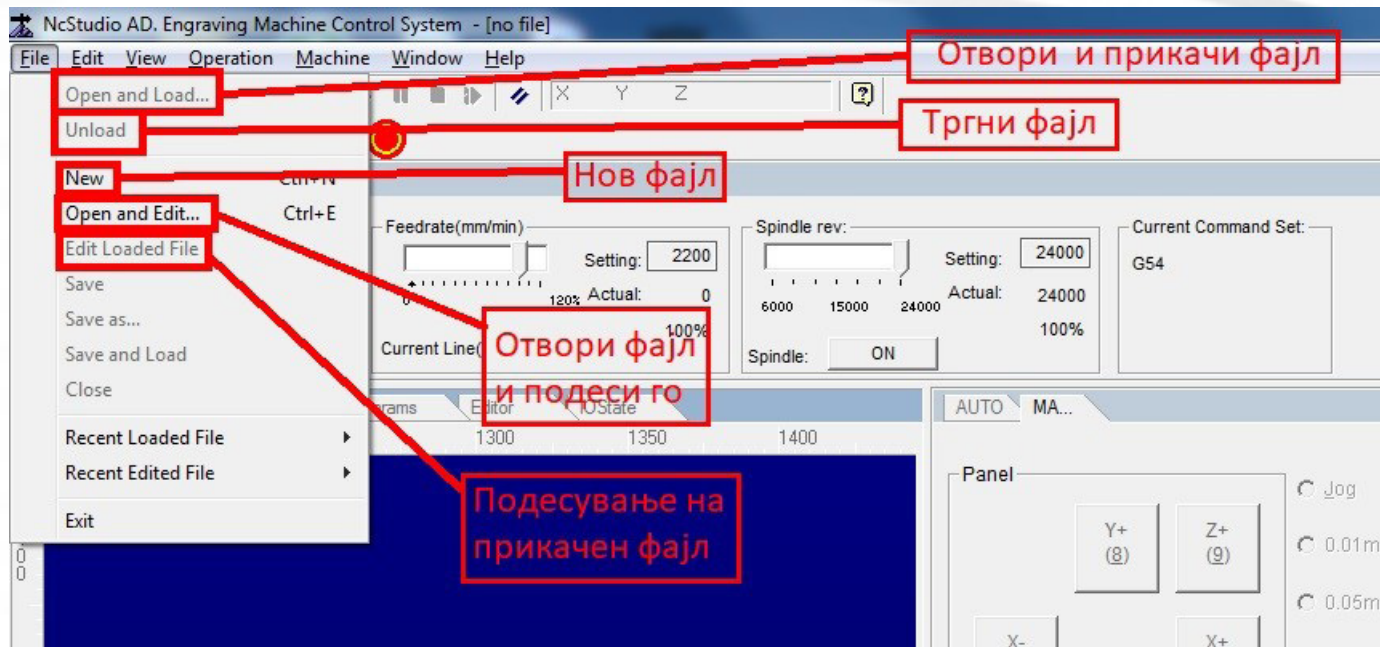 NcStudio AD. Engraving Machine Control System - [no file]
File Edit View Operation Machine Window Help
Отвори и прикачи фајл
Open and Load...
X Y Z
Unload
Тргни фајл
New Ctrl+N
Нов фајл
Open and Edit... Ctrl+E
Edit Loaded File
Save
Save as...
Save and Load
Close
Recent Loaded File
Recent Edited File
Exit
Feedrate(mm/min)
Setting: 2200
0 120% Actual: 0
100%
Current Line(
Spindle rev:
Setting: 24000
6000 15000 24000 Actual: 24000
100%
Spindle: ON
Current Command Set:
G54
Отвори фајл
и подеси го
rams Editor IOState
1300 1350 1400
AUTO MA...
Подесување на
прикачен фајл
Panel
Jog
Y+ Z+
(8) (9)
0.01m
0.05m
X- X+
0
0